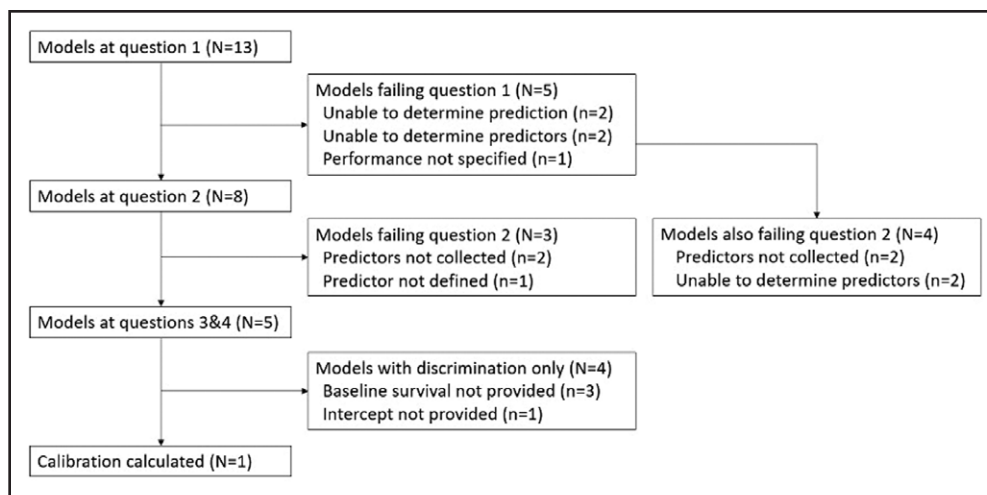 Models at question 1 (N=13)
Models failing question 1 (N=5)
Unable to determine prediction (n=2)
Unable to determine predictors (n=2)
Performance not specified (n=1)
Models at question 2 (N=8)
Models failing question 2 (N=3)
Predictors not collected (n=2)
Predictor not defined (n=1)
Models also failing question 2 (N=4)
Predictors not collected (n=2)
Unable to determine predictors (n=2)
Models at questions 3&4 (N=5)
Models with discrimination only (N=4)
Baseline survival not provided (n=3)
Intercept not provided (n=1)
Calibration calculated (N=1)